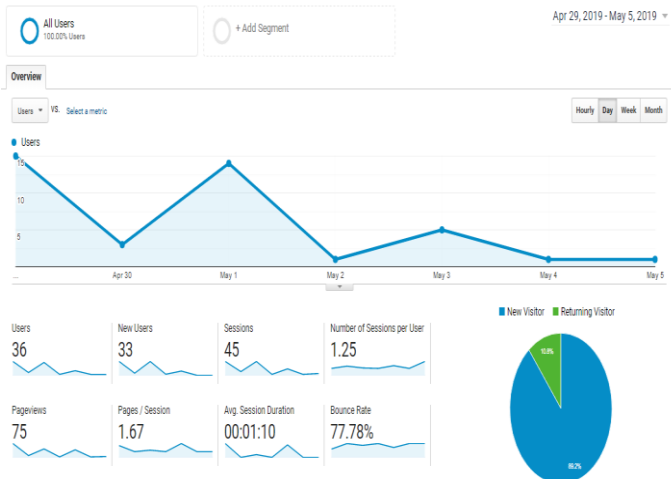 All Users
100.00% Users
+ Add Segment
Apr 29, 2019 - May 5, 2019
Overview
Users VS. Select a metric
Hourly Day Week Month
Users
15
10
5
... Apr 30 May 1 May 2 May 3 May 4 May 5
New Visitor Returning Visitor
Users New Users Sessions Number of Sessions per User
36 33 45 1.25
Pageviews Pages / Session Avg. Session Duration Bounce Rate
75 1.67 00:01:10 77.78%
10.8%
89.2%